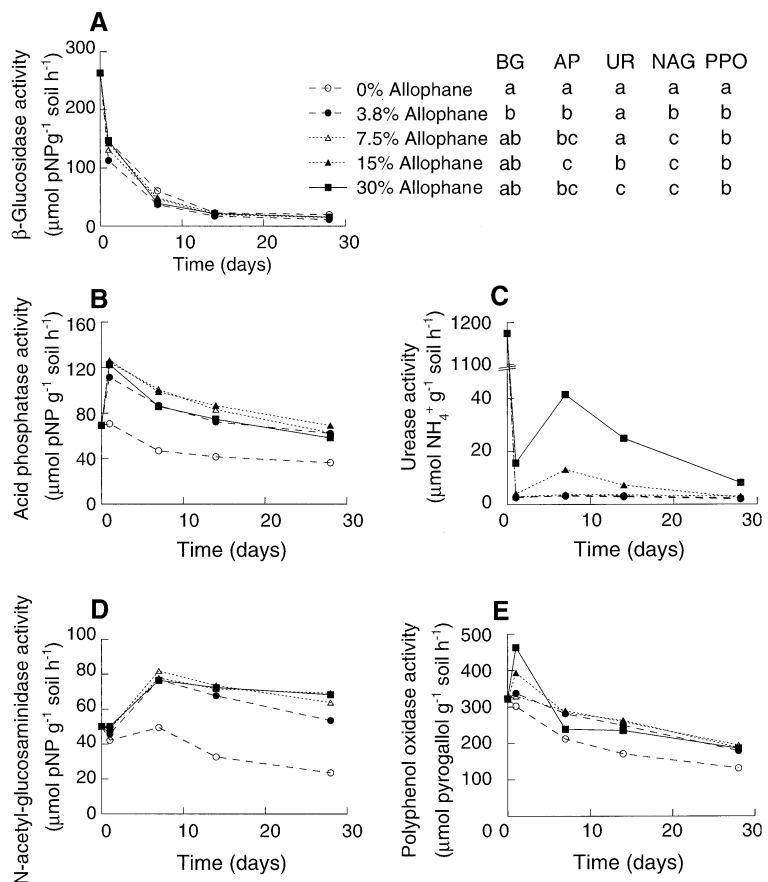 A
β-Glucosidase activity
(μmol pNPg⁻¹ soil h⁻¹)
300
200
100
0
0 10 20 30
Time (days)
BG AP UR NAG PPO
0% Allophane a a a a a
3.8% Allophane b b a b b
7.5% Allophane ab bc a c b
15% Allophane ab c b c b
30% Allophane ab bc c c b
B
Acid phosphatase activity
(μmol pNP g⁻¹ soil h⁻¹)
160
120
80
40
0
0 10 20 30
Time (days)
C
Urease activity
(μmol NH₄⁺ g⁻¹ soil h⁻¹)
1200
1100
40
20
0
0 10 20 30
Time (days)
D
N-acetyl-glucosaminidase activity
(μmol pNP g⁻¹ soil h⁻¹)
100
80
60
40
20
0
0 10 20 30
Time (days)
E
Polyphenol oxidase activity
(μmol pyrogallol g⁻¹ soil h⁻¹)
500
400
300
200
100
0 0 10 20 30
Time (days)